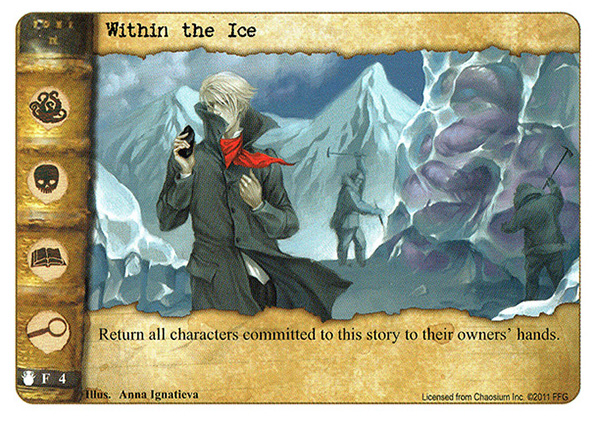 Within the Ice
Return all characters committed to this story to their owners' hands.
F 4
Illus. Anna Ignatieva
Licensed from Chaosium Inc. ©2011 FFG